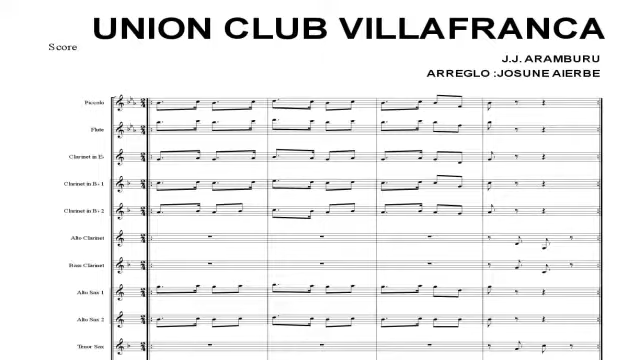 UNION CLUB VILLAFRANCA
Score
J.J. ARAMBURU
ARREGLO :JOSUNE AIERBE
Piccolo
Flute
Clarinet in E♭
Clarinet in B♭ 1
Clarinet in B♭ 2
Alto Clarinet
Bass Clarinet
Alto Sax 1
Alto Sax 2
Tenor Sax